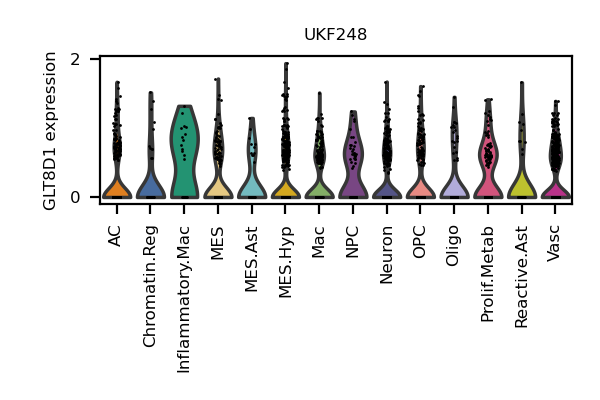 UKF248
GLT8D1 expression
2
0
AC
Chromatin.Reg
Inflammatory.Mac
MES
MES.Ast
MES.Hyp
Mac
NPC
Neuron
OPC
Oligo
Prolif.Metab
Reactive.Ast
Vasc